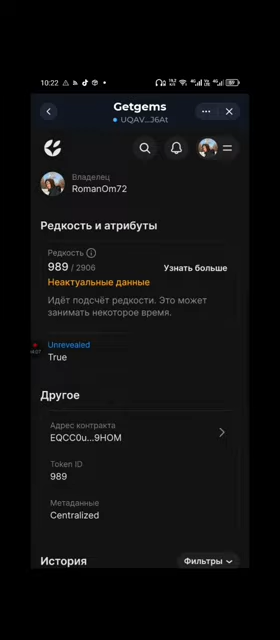 10:22
Getgems
UQAV...J6At
Владелец
RomanOm72
Редкость и атрибуты
Редкость
989 / 2906
Узнать больше
Неактуальные данные
Идёт подсчёт редкости. Это может
занимать некоторое время.
Unrevealed
True
Другое
Адрес контракта
EQCC0u...9HOM
Token ID
989
Метаданные
Centralized
История
Фильтры